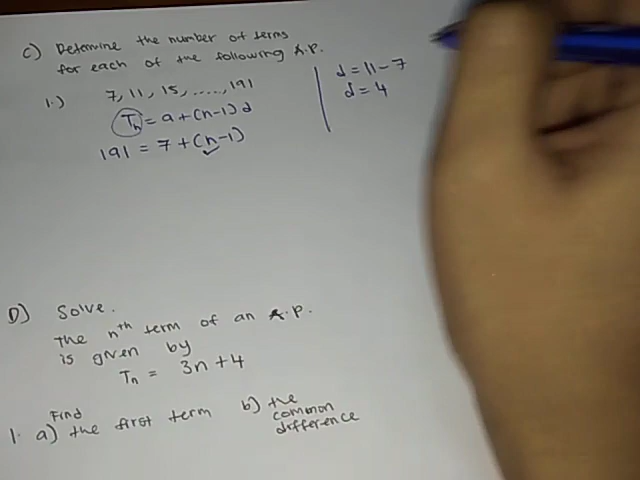 C) Determine the number of terms
for each of the following A.P.
1.) 7, 11, 15, ....., 191
Tn = a + (n-1) d
191 = 7 + (n-1)
d = 11 - 7
d = 4
D) Solve.
The nth term of an A.P.
is given by
Tn = 3n + 4
Find
1. a) the first term
b) the
common
difference